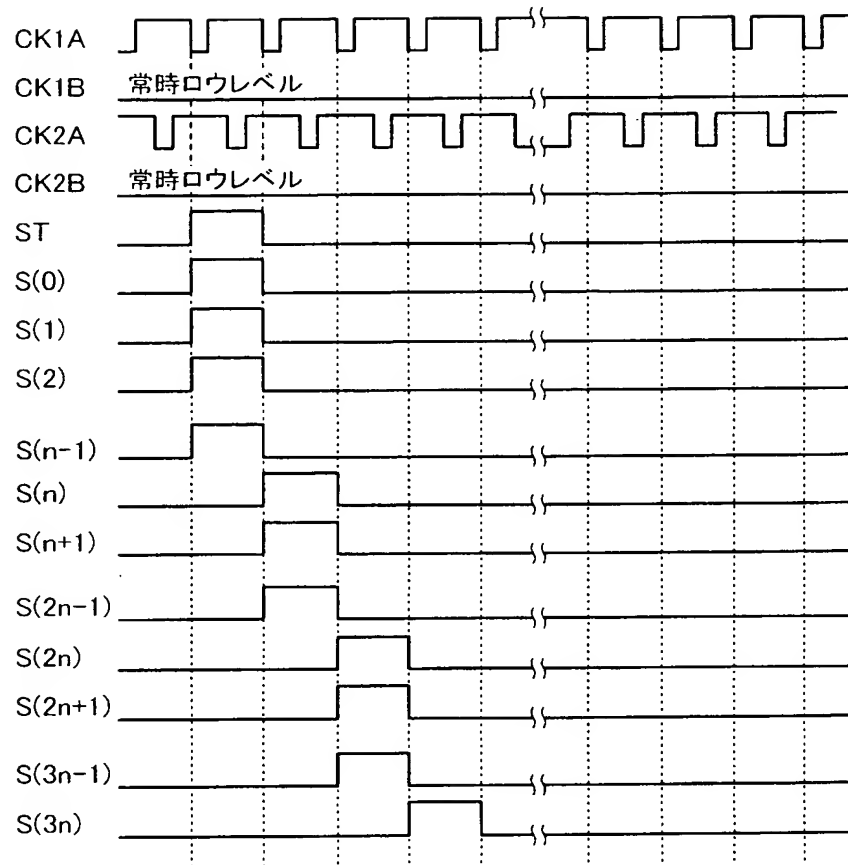 CK1A
CK1B 常時ロウレベル
CK2A
CK2B 常時ロウレベル
ST
S(0)
S(1)
S(2)
S(n-1)
S(n)
S(n+1)
S(2n-1)
S(2n)
S(2n+1)
S(3n-1)
S(3n)